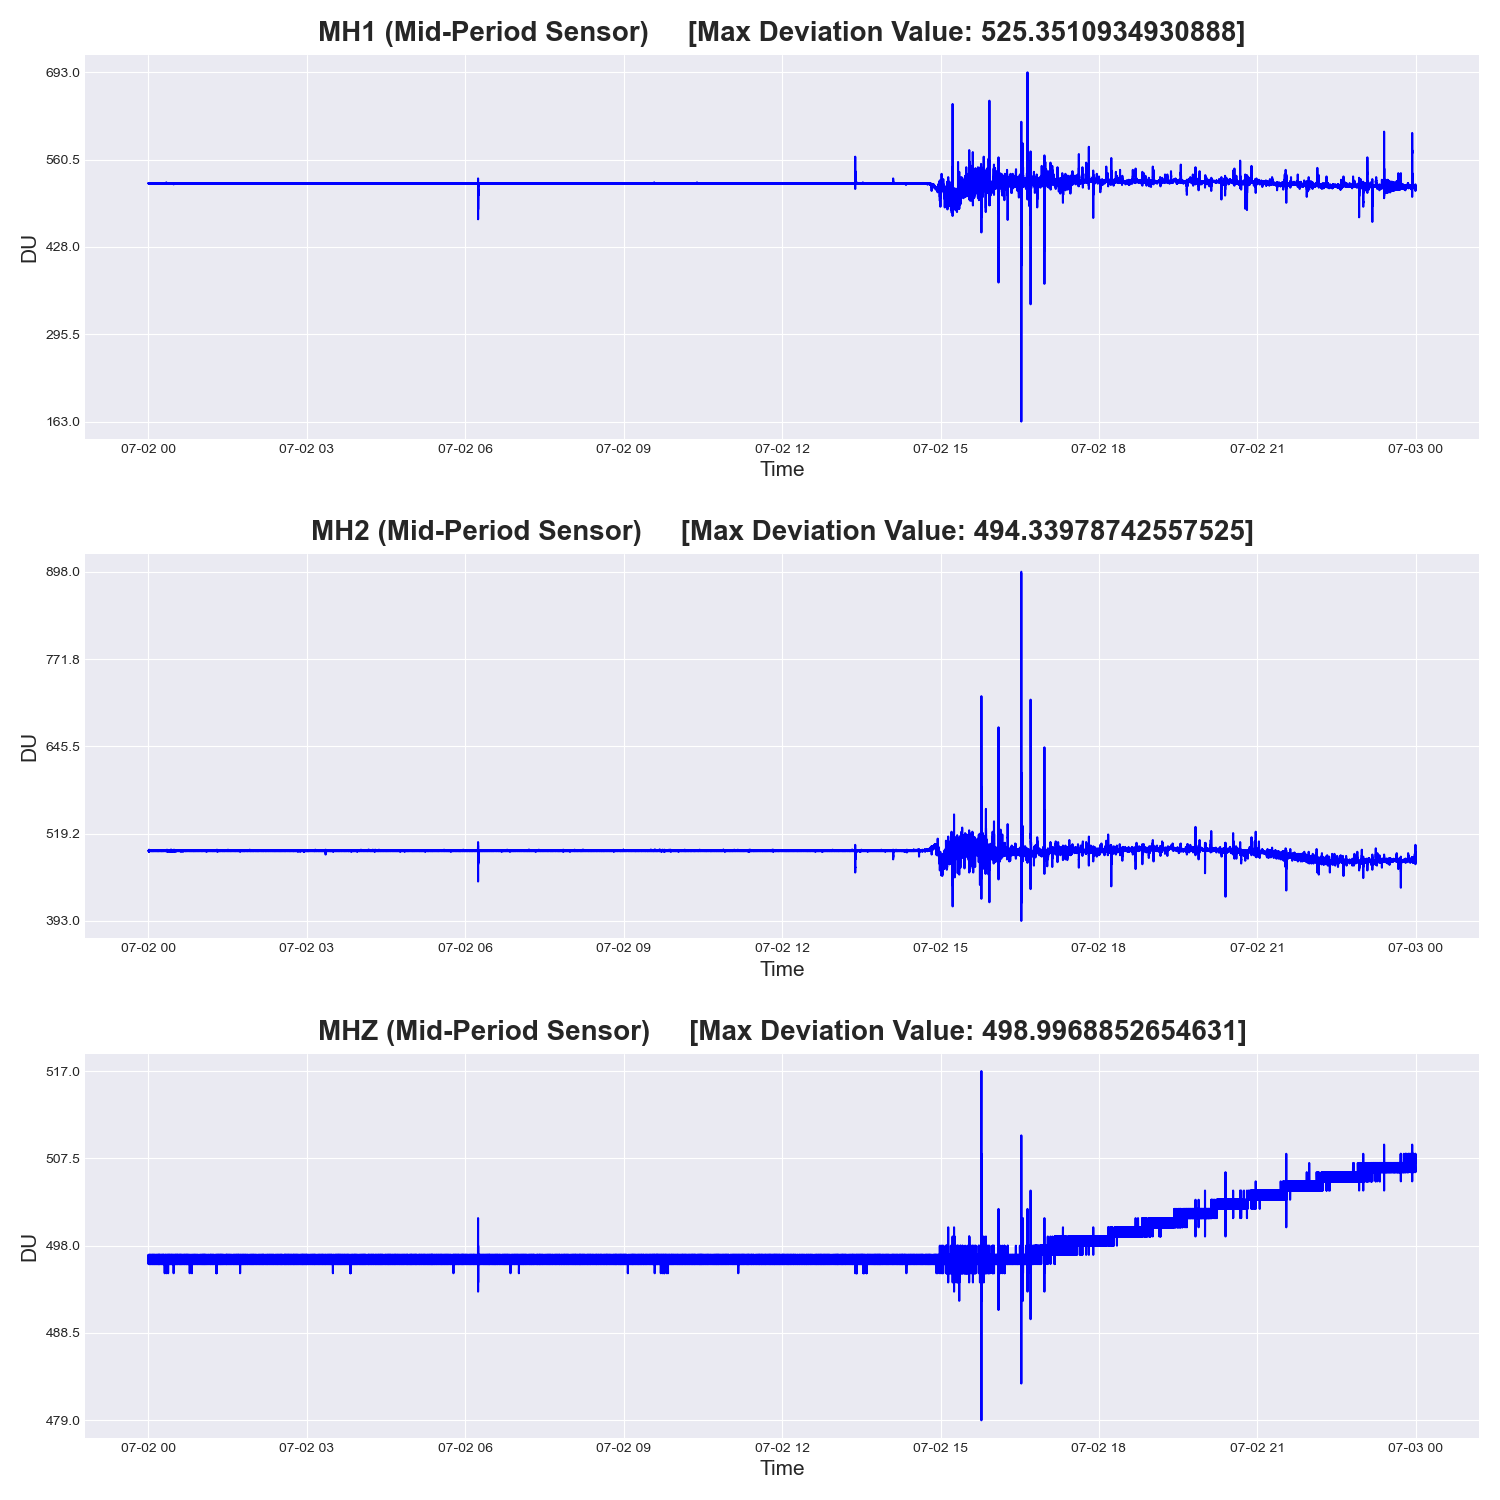 MH1 (Mid-Period Sensor)     [Max Deviation Value: 525.3510934930888]
693.0
560.5
428.0
295.5
163.0
DU
07-02 00 07-02 03 07-02 06 07-02 09 07-02 12 07-02 15 07-02 18 07-02 21 07-03 00
Time
MH2 (Mid-Period Sensor)     [Max Deviation Value: 494.33978742557525]
898.0
771.8
645.5
519.2
393.0
DU
07-02 00 07-02 03 07-02 06 07-02 09 07-02 12 07-02 15 07-02 18 07-02 21 07-03 00
Time
MHZ (Mid-Period Sensor)     [Max Deviation Value: 498.9968852654631]
517.0
507.5
498.0
488.5
479.0
DU
07-02 00 07-02 03 07-02 06 07-02 09 07-02 12 07-02 15 07-02 18 07-02 21 07-03 00
Time